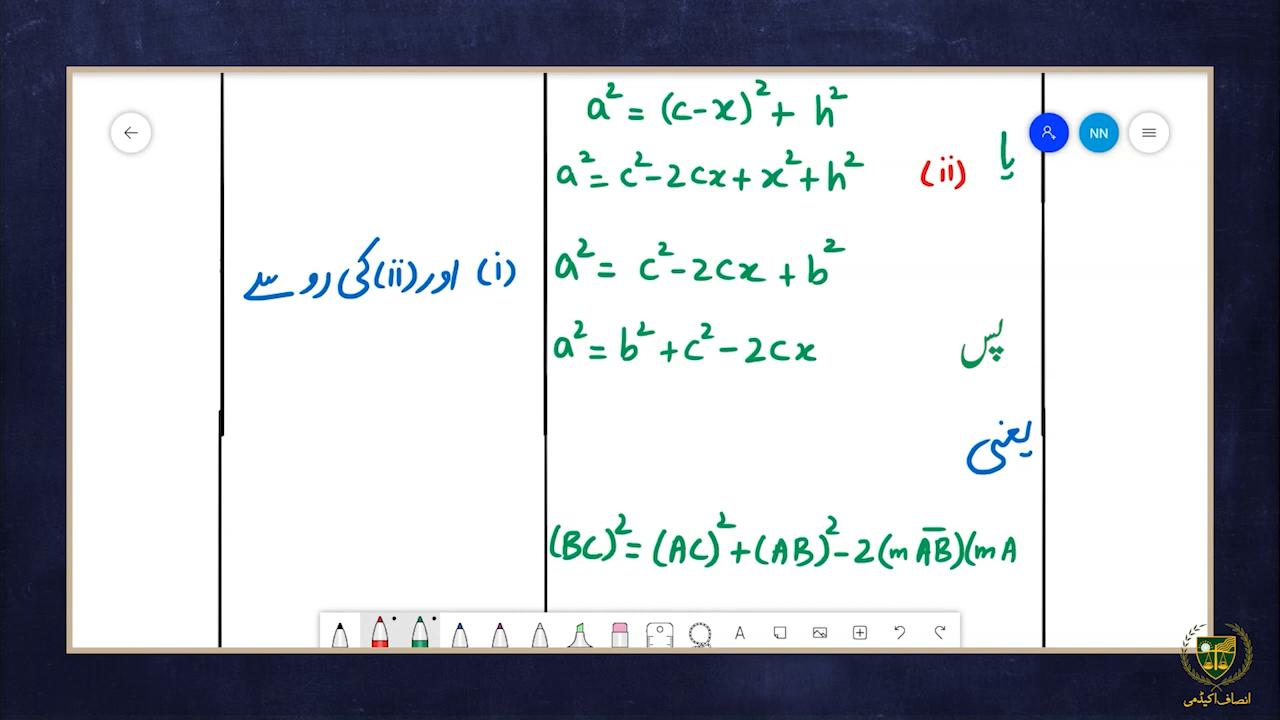 a² = (c-x)² + h²
یا a² = c² - 2cx + x² + h² (ii)
(i) اور (ii) کی رو سے a² = c² - 2cx + b²
پس a² = b² + c² - 2cx
یعنی
(BC)² = (AC)² + (AB)² - 2(m A̅B̅)(mA
NN
A
انصاف اکیڈمی